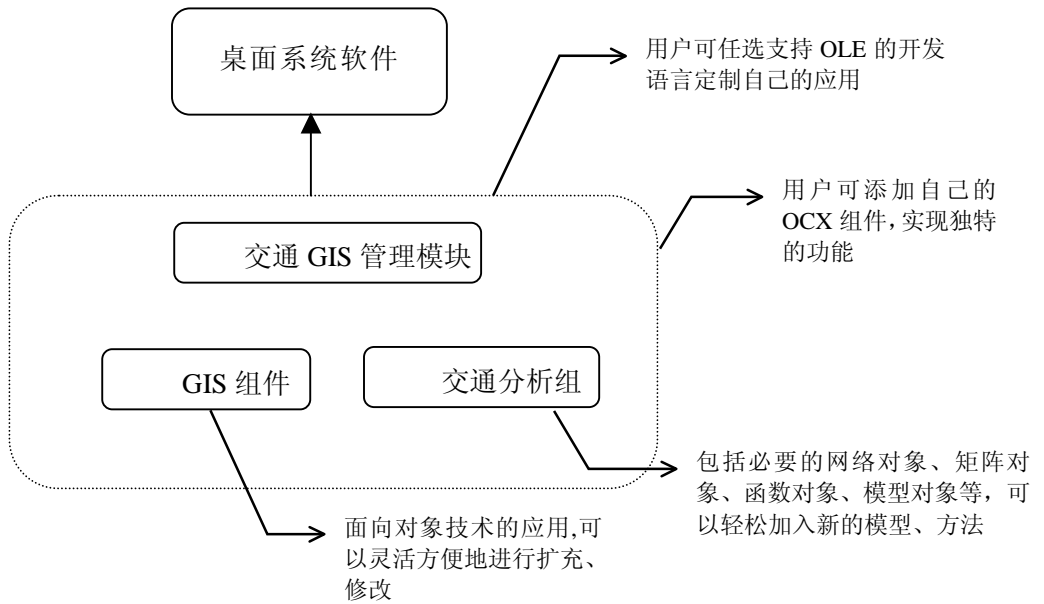 桌面系统软件
用户可任选支持 OLE 的开发
语言定制自己的应用
用户可添加自己的
OCX 组件,实现独特
的功能
交通 GIS 管理模块
GIS 组件
交通分析组
包括必要的网络对象、矩阵对
象、函数对象、模型对象等，可
以轻松加入新的模型、方法
面向对象技术的应用,可
以灵活方便地进行扩充、
修改